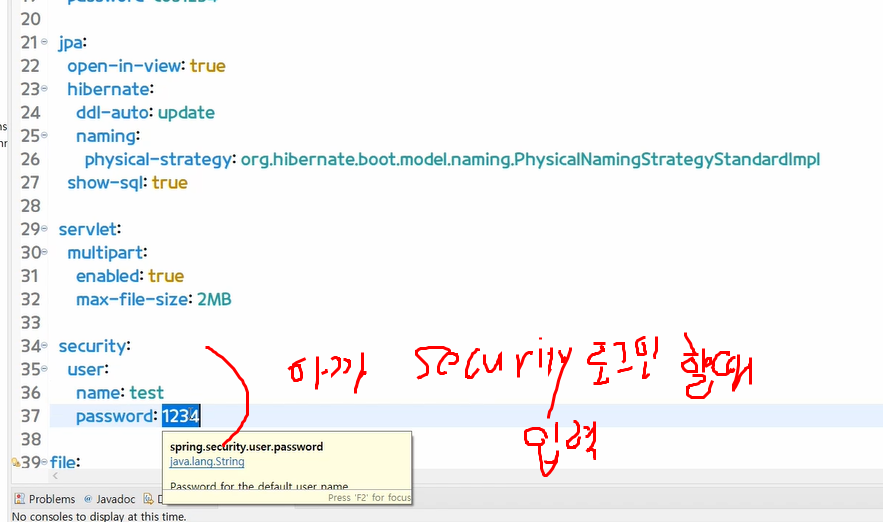 20
21 jpa:
22 open-in-view: true
23 hibernate:
24 ddl-auto: update
25 naming:
26 physical-strategy: org.hibernate.boot.model.naming.PhysicalNamingStrategyStandardImpl
27 show-sql: true
28
29 servlet:
30 multipart:
31 enabled: true
32 max-file-size: 2MB
33
34 security:
35 user:
36 name: test
37 password: 1234
아까 security 로그인 할때
입력
38
spring.security.user.password
39 file:
java.lang.String
Password for the default user name
Press 'F2' for focus
Problems @ Javadoc
No consoles to display at this time.